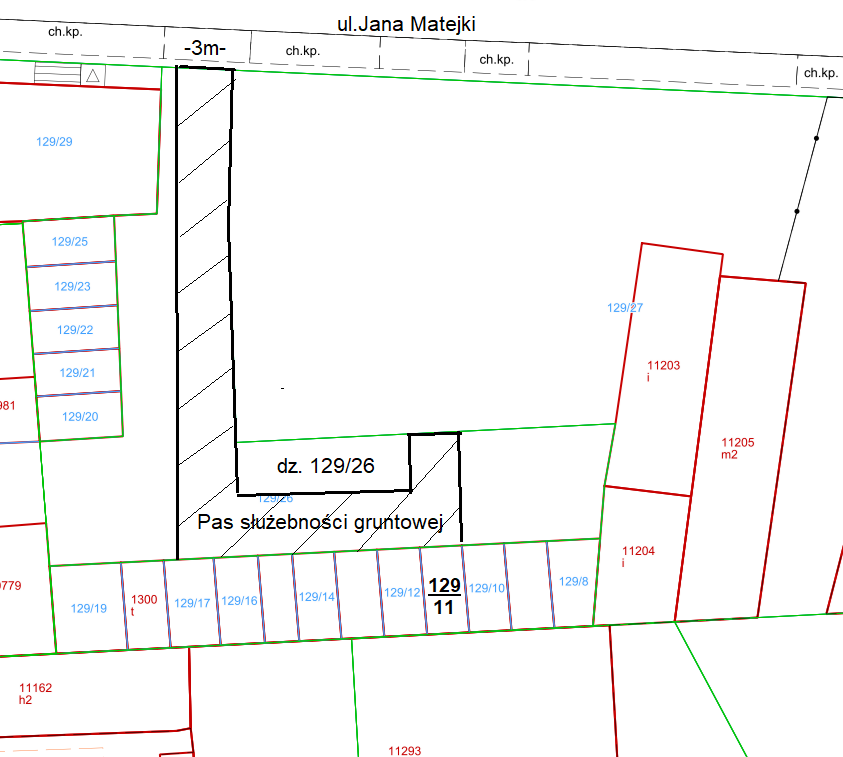 ul.Jana Matejki
ch.kp.
-3m-
ch.kp.
ch.kp.
ch.kp.
129/29
129/25
129/23
129/22
129/21
129/20
981
129/27
11203
i
11205
m2
dz. 129/26
129/26
Pas służebności gruntowej
11204
i
0779
129/19
1300
t
129/17
129/16
129/14
129/12
129
11
129/10
129/8
11162
h2
11293